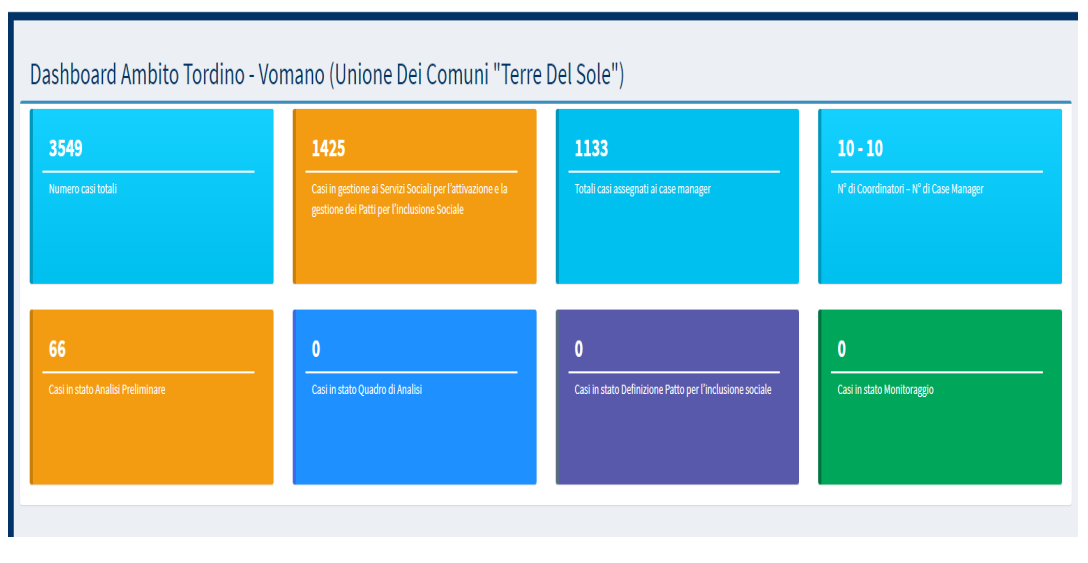 Dashboard Ambito Tordino - Vomano (Unione Dei Comuni "Terre Del Sole")
3549
Numero casi totali
1425
Casi in gestione ai Servizi Sociali per l'attivazione e la
gestione dei Patti per l'inclusione Sociale
1133
Totali casi assegnati ai case manager
10 - 10
N° di Coordinatori – N° di Case Manager
66
Casi in stato Analisi Preliminare
0
Casi in stato Quadro di Analisi
0
Casi in stato Definizione Patto per l'inclusione sociale
0
Casi in stato Monitoraggio